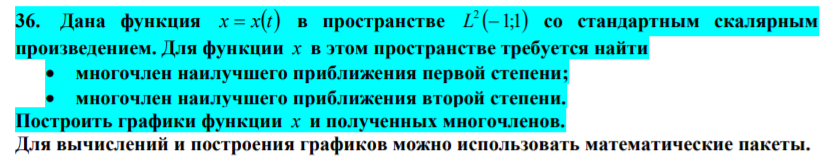 36. Дана функция x = x(t) в пространстве L²(−1;1) со стандартным скалярным
произведением. Для функции x в этом пространстве требуется найти
• многочлен наилучшего приближения первой степени;
• многочлен наилучшего приближения второй степени.
Построить графики функции x и полученных многочленов.
Для вычислений и построения графиков можно использовать математические пакеты.